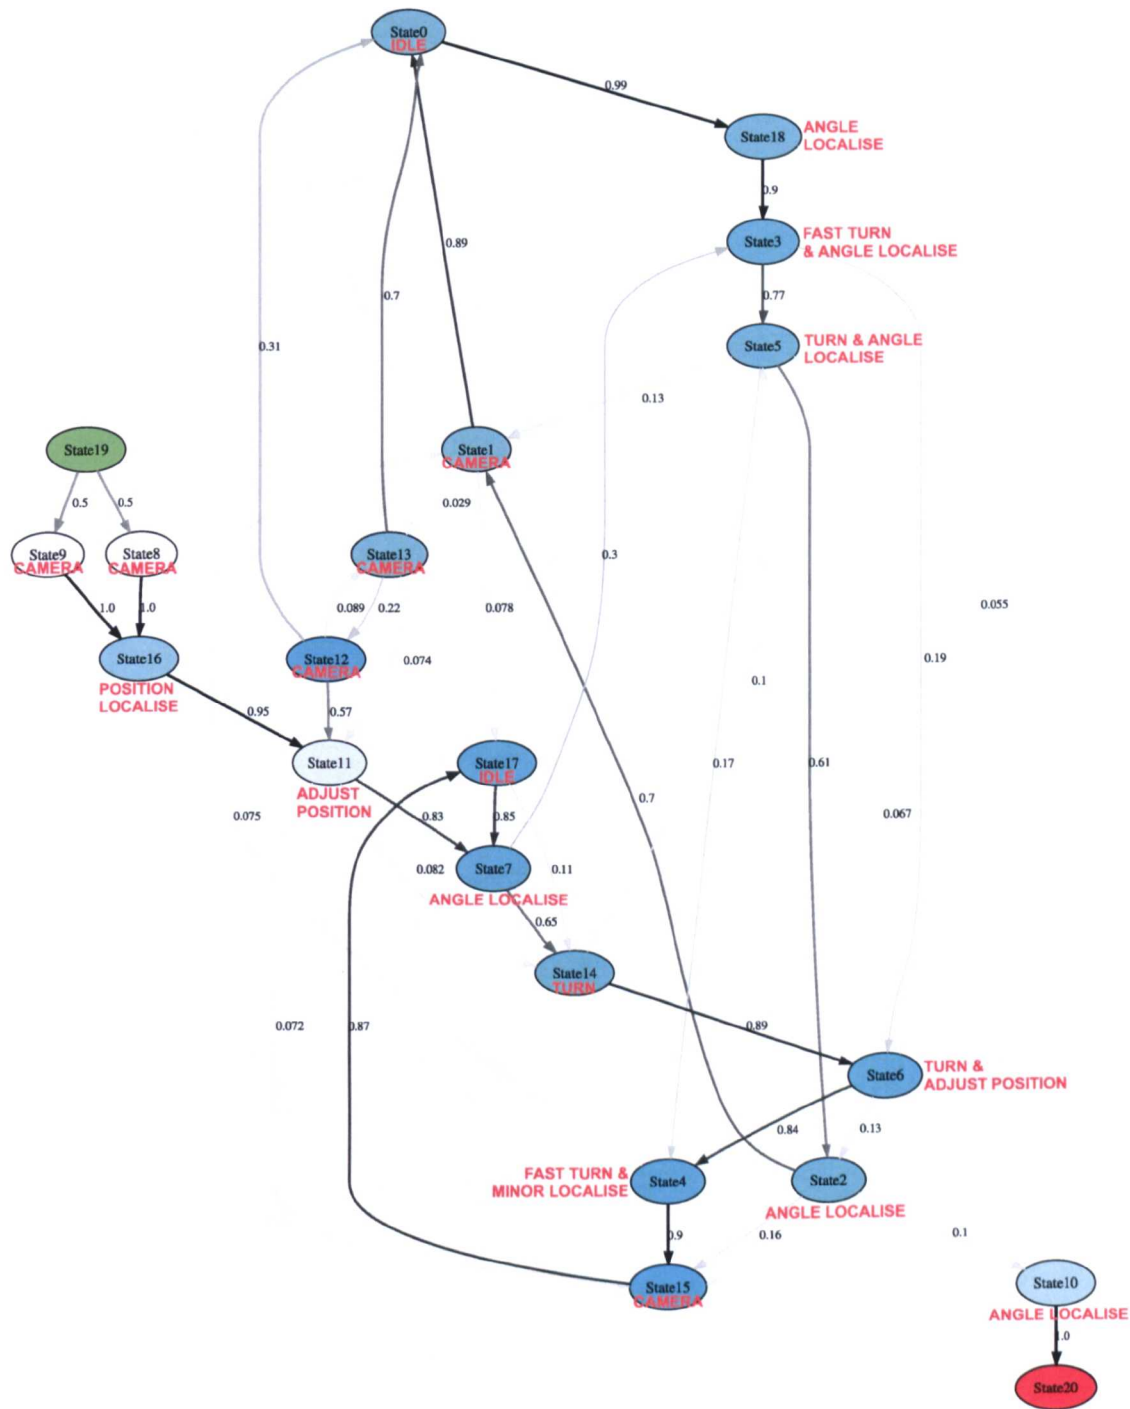 State0
IDLE
0.99
State18
ANGLE
LOCALISE
0.9
State3
FAST TURN
& ANGLE LOCALISE
0.89
0.7
0.77
0.31
State5
TURN & ANGLE
LOCALISE
0.13
State19
State1
CAMERA
0.5
0.5
0.029
State9
CAMERA
State8
CAMERA
State13
CAMERA
0.3
1.0
1.0
0.089
0.22
0.078
0.055
State16
POSITION
LOCALISE
State12
CAMERA
0.074
0.19
0.1
0.95
0.57
State11
ADJUST
POSITION
State17
IDLE
0.17
0.61
0.7
0.075
0.83
0.85
0.067
State7
ANGLE LOCALISE
0.082
0.11
0.65
State14
TURN
0.072
0.87
0.89
State6
TURN &
ADJUST POSITION
0.84
0.13
FAST TURN &
MINOR LOCALISE
State4
State2
ANGLE LOCALISE
0.9
0.16
0.1
State15
CAMERA
State10
ANGLE LOCALISE
1.0
State20